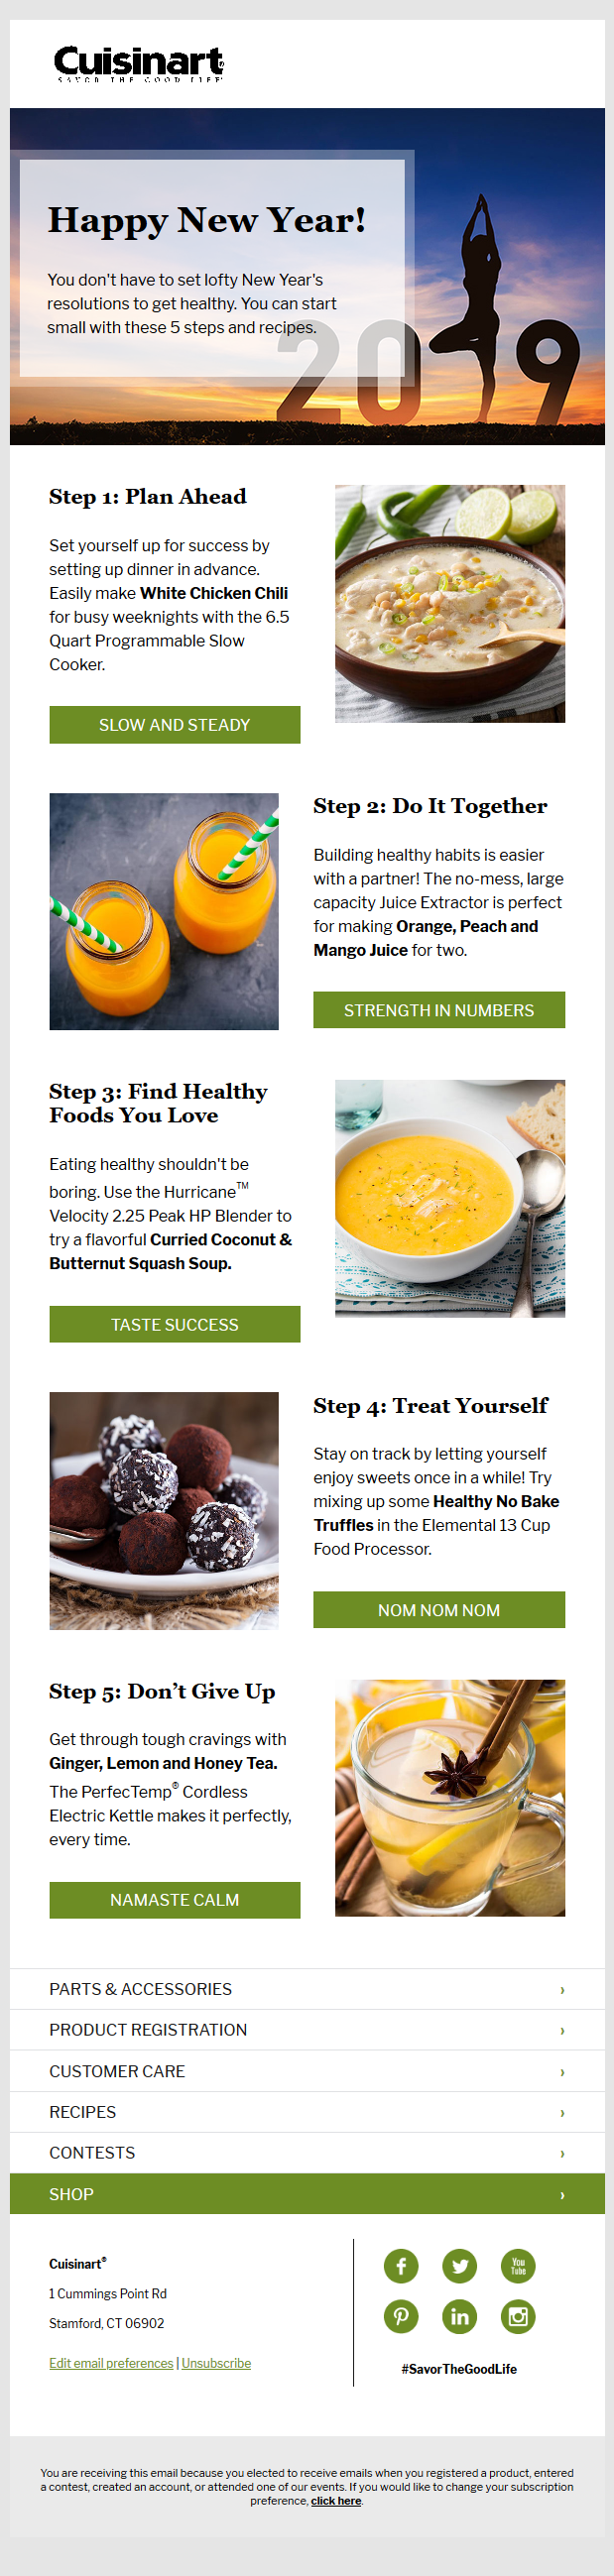 Cuisinart
SAVOR THE GOOD LIFE
Happy New Year!
You don't have to set lofty New Year's
resolutions to get healthy. You can start
small with these 5 steps and recipes.
2019
Step 1: Plan Ahead
Set yourself up for success by
setting up dinner in advance.
Easily make White Chicken Chili
for busy weeknights with the 6.5
Quart Programmable Slow
Cooker.
SLOW AND STEADY
Step 2: Do It Together
Building healthy habits is easier
with a partner! The no-mess, large
capacity Juice Extractor is perfect
for making Orange, Peach and
Mango Juice for two.
STRENGTH IN NUMBERS
Step 3: Find Healthy
Foods You Love
Eating healthy shouldn't be
boring. Use the Hurricane™
Velocity 2.25 Peak HP Blender to
try a flavorful Curried Coconut &
Butternut Squash Soup.
TASTE SUCCESS
Step 4: Treat Yourself
Stay on track by letting yourself
enjoy sweets once in a while! Try
mixing up some Healthy No Bake
Truffles in the Elemental 13 Cup
Food Processor.
NOM NOM NOM
Step 5: Don’t Give Up
Get through tough cravings with
Ginger, Lemon and Honey Tea.
The PerfecTemp® Cordless
Electric Kettle makes it perfectly,
every time.
NAMASTE CALM
PARTS & ACCESSORIES ›
PRODUCT REGISTRATION ›
CUSTOMER CARE ›
RECIPES ›
CONTESTS ›
SHOP ›
Cuisinart®
1 Cummings Point Rd
Stamford, CT 06902
Edit email preferences | Unsubscribe
You
Tube
#SavorTheGoodLife
You are receiving this email because you elected to receive emails when you registered a product, entered
a contest, created an account, or attended one of our events. If you would like to change your subscription
preference, click here.